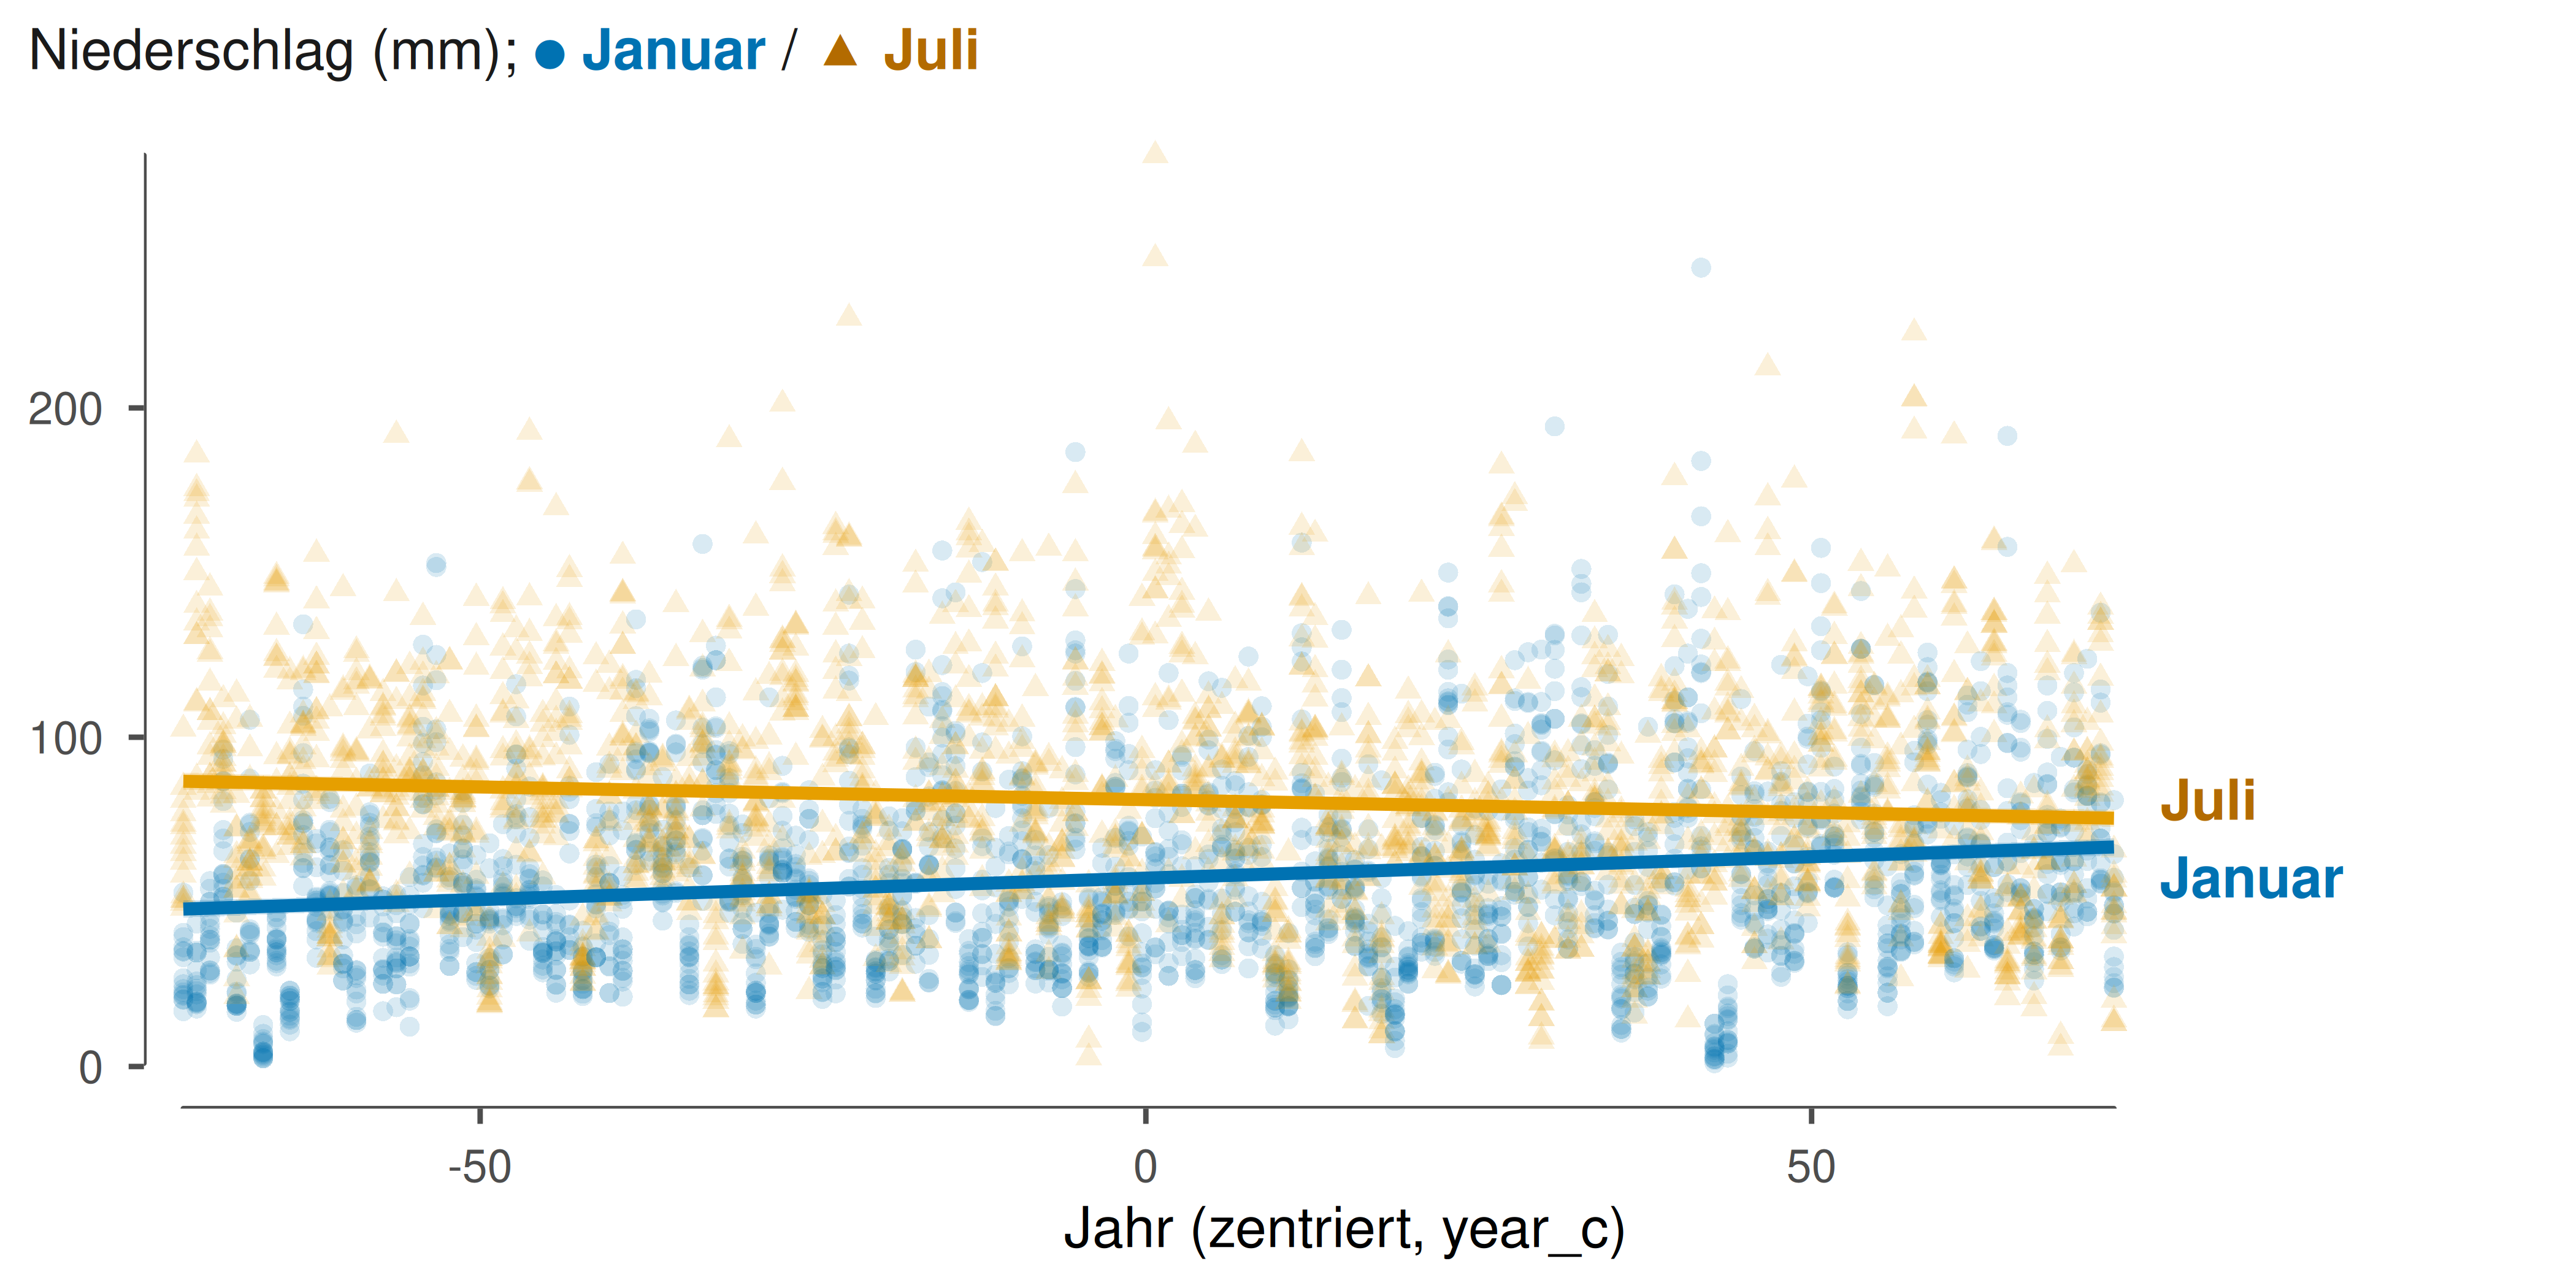 Niederschlag (mm); ● Januar / ▲ Juli
200
100
0
Juli
Januar
-50 0 50
Jahr (zentriert, year_c)